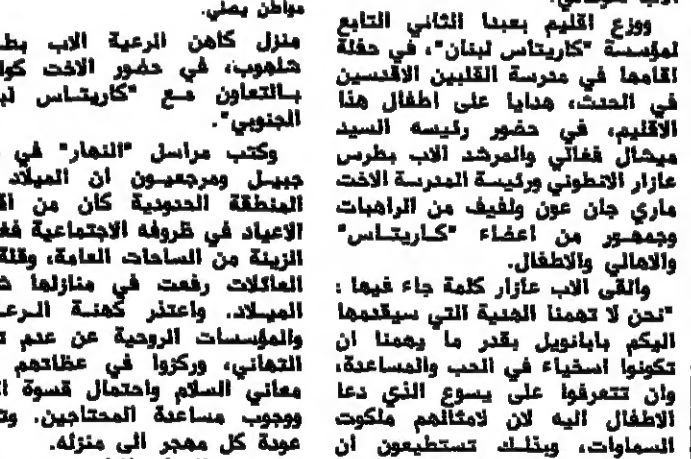 ووزع اقليم بعبدا الثاني التابع
لمؤسسة "كاريتاس لبنان"، في حفلة
اقامها في مدرسة القلبين الاقدسين
في الحدث، هدايا على اطفال هذا
الاقليم، في حضور رئيسه السيد
ميشال قغالي والمرشد الاب بطرس
عازار الانطوني ورئيسة المدرسة الاخت
ماري جان عون ولفيف من الراهبات
وجمهور من اعضاء "كاريتاس"
والاهالي والاطفال.
والقى الاب عازار كلمة جاء فيها :
"نحن لا تهمنا الهدية التي سيقدمها
اليكم بابانويل بقدر ما يهمنا ان
تكونوا اسخياء في الحب والمساعدة،
وان تتعرفوا على يسوع الذي دعا
الاطفال اليه لان لامثالهم ملكوت
السماوات، وبذلك تستطيعون ان
مواطن يصلي.
منزل كاهن الرعية الاب
شلهوب، في حضور الاخت
بالتعاون مع "كاريتاس
الجنوبي".
وكتب مراسل "النهار" في
جبيل ومرجعيون ان الميلاد
المنطقة الحدودية كان من
الاعياد في ظروفه الاجتماعية
الزينة من الساحات العامة، وقلة
العائلات رفعت في منازلها
الميلاد. واعتذر كهنة
والمؤسسات الروحية عن عدم
التهاني، وركزوا في عظاتهم
معاني السلام واحتمال قسوة
ووجوب مساعدة المحتاجين.
عودة كل مهجر الى منزله.